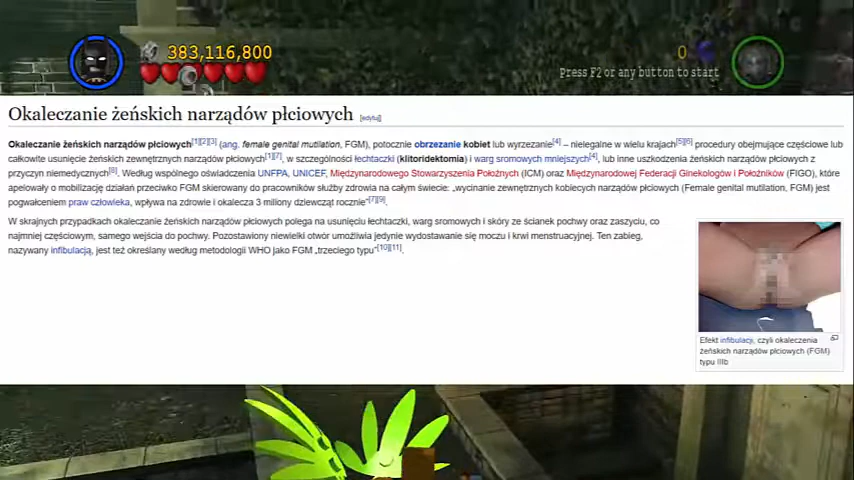 383,116,800
0
Press F2 or any button to start
Okaleczanie żeńskich narządów płciowych [edytuj]
Okaleczanie żeńskich narządów płciowych[1][2][3] (ang. female genital mutilation, FGM), potocznie obrzezanie kobiet lub wyrzezanie[4] – nielegalne w wielu krajach[5][6] procedury obejmujące częściowe lub
całkowite usunięcie żeńskich zewnętrznych narządów płciowych[1][7], w szczególności łechtaczki (klitoridektomia) i warg sromowych mniejszych[4], lub inne uszkodzenia żeńskich narządów płciowych z
przyczyn niemedycznych[8]. Według wspólnego oświadczenia UNFPA, UNICEF, Międzynarodowego Stowarzyszenia Położnych (ICM) oraz Międzynarodowej Federacji Ginekologów i Położników (FIGO), które
apelowały o mobilizację działań przeciwko FGM skierowany do pracowników służby zdrowia na całym świecie: „wycinanie zewnętrznych kobiecych narządów płciowych (Female genital mutilation, FGM) jest
pogwałceniem praw człowieka, wpływa na zdrowie i okalecza 3 miliony dziewcząt rocznie”[7][9].
W skrajnych przypadkach okaleczanie żeńskich narządów płciowych polega na usunięciu łechtaczki, warg sromowych i skóry ze ścianek pochwy oraz zaszyciu, co
najmniej częściowym, samego wejścia do pochwy. Pozostawiony niewielki otwór umożliwia jedynie wydostawanie się moczu i krwi menstruacyjnej. Ten zabieg,
nazywany infibulacją, jest też określany według metodologii WHO jako FGM „trzeciego typu”[10][11].
Efekt infibulacji, czyli okaleczenia
żeńskich narządów płciowych (FGM)
typu IIIb